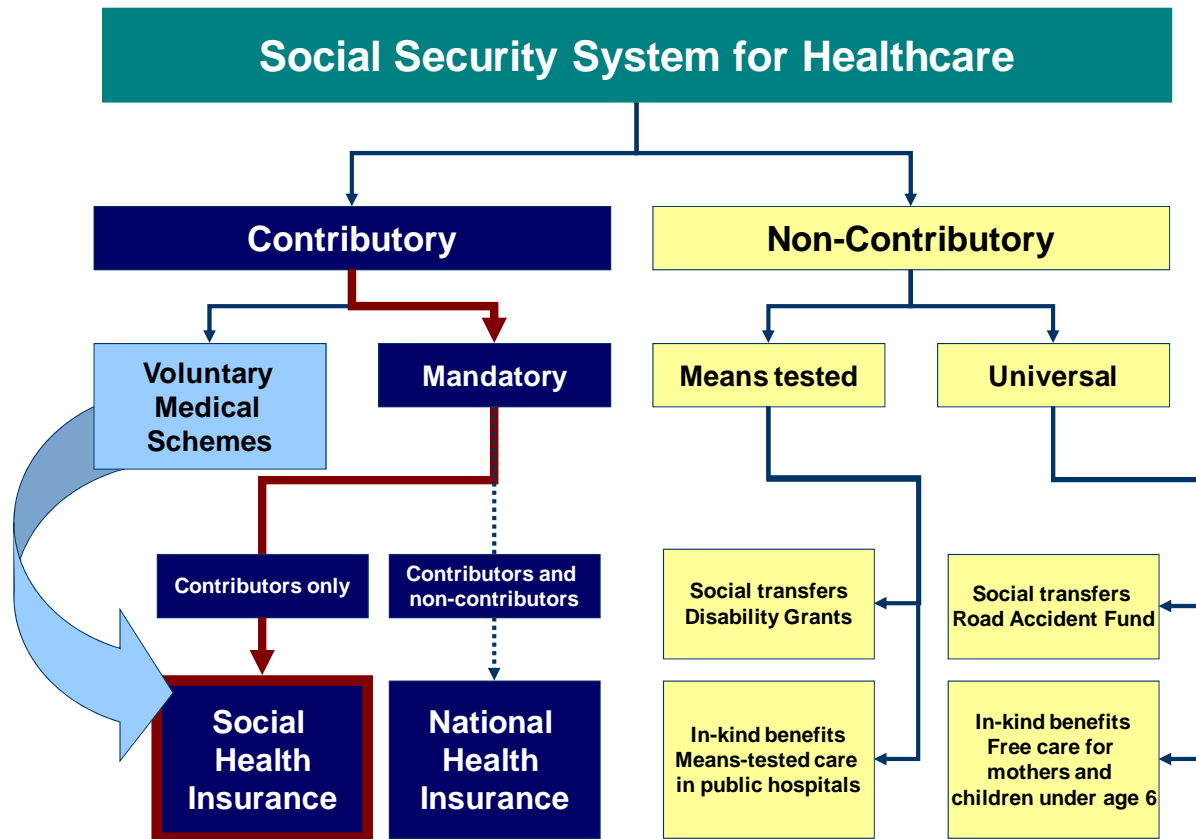 Social Security System for Healthcare
Contributory
Non-Contributory
Voluntary
Medical
Schemes
Mandatory
Means tested
Universal
Contributors only
Contributors and
non-contributors
Social transfers
Disability Grants
Social transfers
Road Accident Fund
Social
Health
Insurance
National
Health
Insurance
In-kind benefits
Means-tested care
in public hospitals
In-kind benefits
Free care for
mothers and
children under age 6